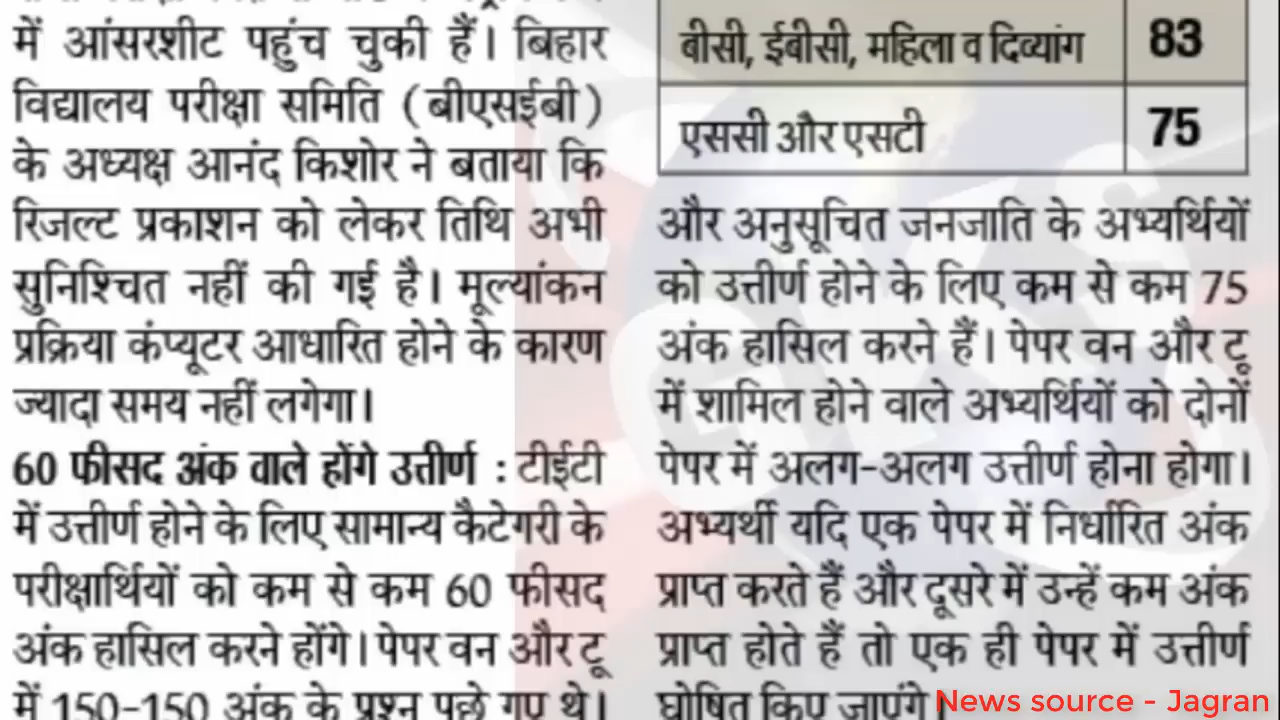 में आंसरशीट पहुंच चुकी हैं। बिहार
विद्यालय परीक्षा समिति (बीएसईबी)
के अध्यक्ष आनंद किशोर ने बताया कि
रिजल्ट प्रकाशन को लेकर तिथि अभी
सुनिश्चित नहीं की गई है। मूल्यांकन
प्रक्रिया कंप्यूटर आधारित होने के कारण
ज्यादा समय नहीं लगेगा।
60 फीसद अंक वाले होंगे उत्तीर्ण : टीईटी
में उत्तीर्ण होने के लिए सामान्य कैटेगरी के
परीक्षार्थियों को कम से कम 60 फीसद
अंक हासिल करने होंगे। पेपर वन और टू
में 150-150 अंक के प्रश्न पूछे गए थे।
बीसी, ईबीसी, महिला व दिव्यांग 83
एससी और एसटी 75
और अनुसूचित जनजाति के अभ्यर्थियों
को उत्तीर्ण होने के लिए कम से कम 75
अंक हासिल करने हैं। पेपर वन और टू
में शामिल होने वाले अभ्यर्थियों को दोनों
पेपर में अलग-अलग उत्तीर्ण होना होगा।
अभ्यर्थी यदि एक पेपर में निर्धारित अंक
प्राप्त करते हैं और दूसरे में उन्हें कम अंक
प्राप्त होते हैं तो एक ही पेपर में उत्तीर्ण
घोषित किए जाएंगे।
News source - Jagran